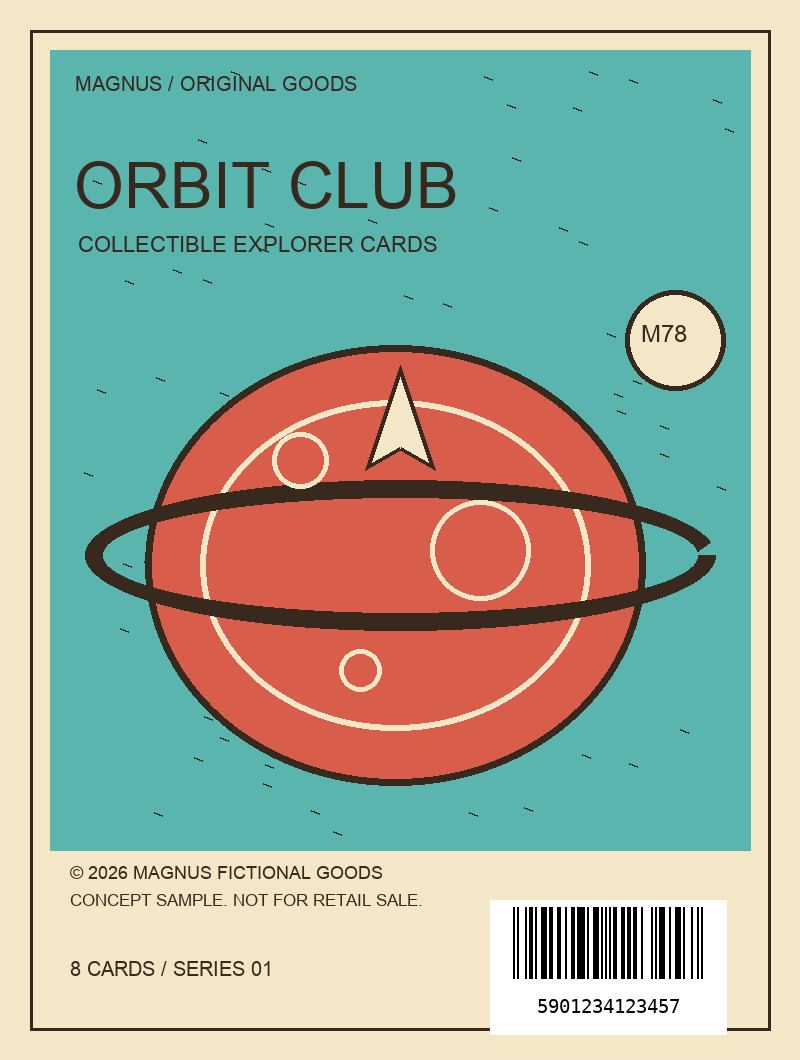 MAGNUS / ORIGINAL GOODS
ORBIT CLUB
COLLECTIBLE EXPLORER CARDS
M78
© 2026 MAGNUS FICTIONAL GOODS
CONCEPT SAMPLE. NOT FOR RETAIL SALE.
8 CARDS / SERIES 01
5901234123457